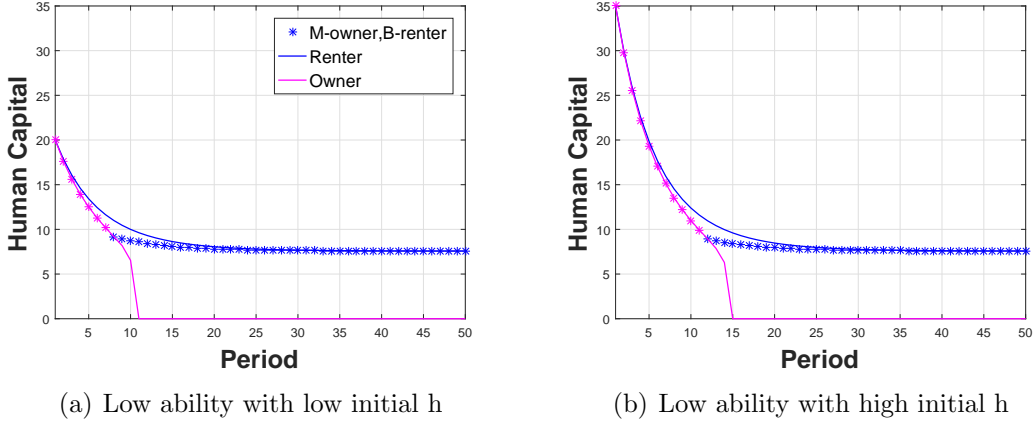 35
30
25
20
15
10
5
0
Human Capital
M-owner,B-renter
Renter
Owner
5 10 15 20 25 30 35 40 45 50
Period
(a) Low ability with low initial h
35
30
25
20
15
10
5
0
Human Capital
5 10 15 20 25 30 35 40 45 50
Period
(b) Low ability with high initial h